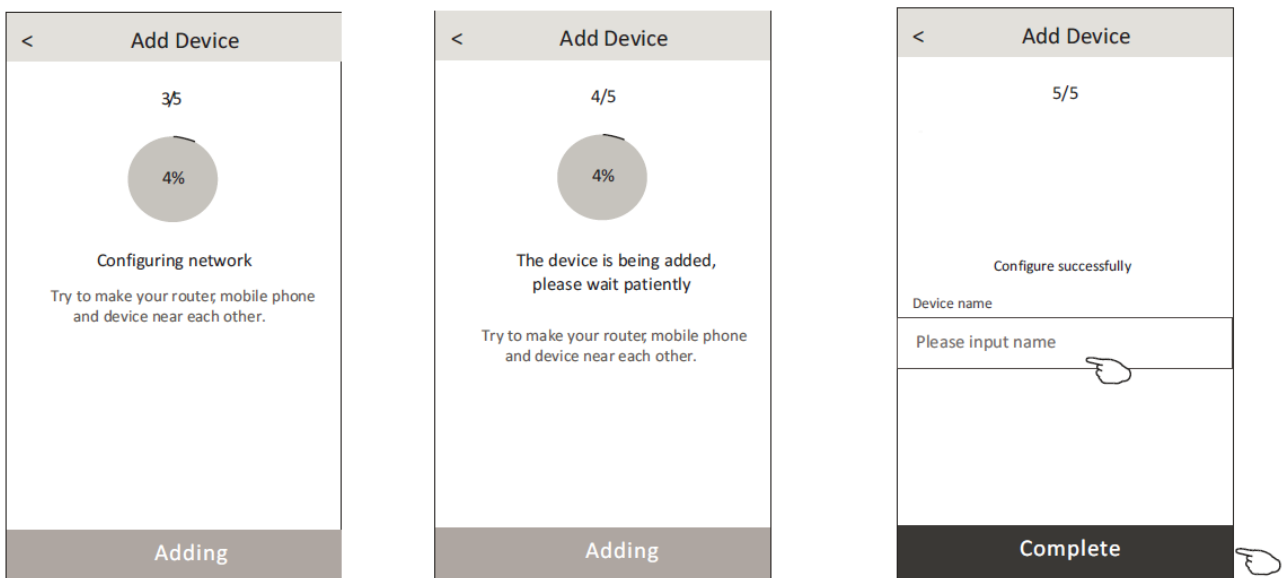 < Add Device
3/5
4%
Configuring network
Try to make your router, mobile phone
and device near each other.
Adding
< Add Device
4/5
4%
The device is being added,
please wait patiently
Try to make your router, mobile phone
and device near each other.
Adding
< Add Device
5/5
Configure successfully
Device name
Please input name
Complete